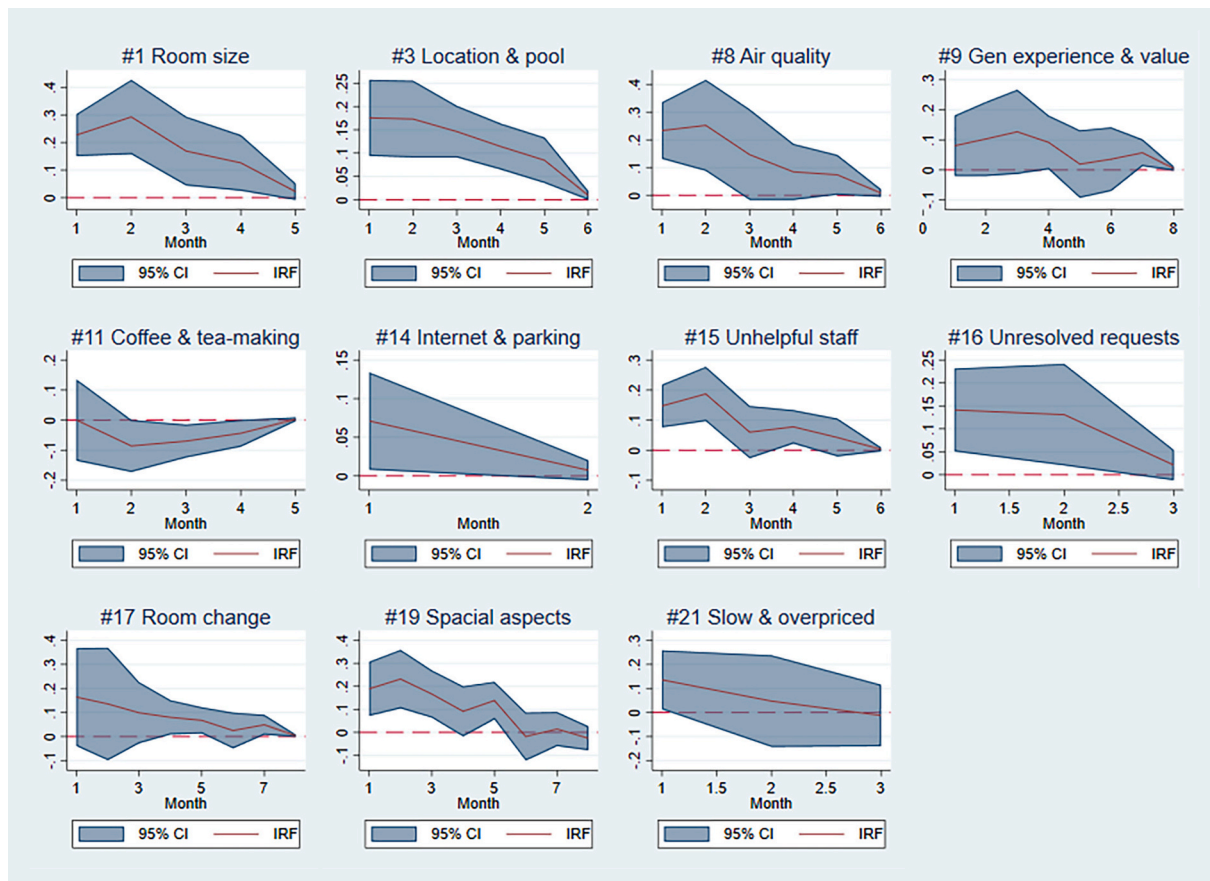 #1 Room size
.4
.3
.2
.1
0
1 2 3 4 5
Month
95% CI IRF
#3 Location & pool
.25
.15
.05
0
1 2 3 4 5 6
Month
95% CI IRF
#8 Air quality
.4
.3
.2
.1
0
1 2 3 4 5 6
Month
95% CI IRF
#9 Gen experience & value
.3
.2
.1
0
-.1
0 2 4 6 8
Month
95% CI IRF
#11 Coffee & tea-making
.2
.1
0
-.1
-.2
1 2 3 4 5
Month
95% CI IRF
#14 Internet & parking
.15
.1
.05
0
1 2
Month
95% CI IRF
#15 Unhelpful staff
.3
.2
.1
0
-.1
1 2 3 4 5 6
Month
95% CI IRF
#16 Unresolved requests
.25
.2
.15
.1
.05
0
1 1.5 2 2.5 3
Month
95% CI IRF
#17 Room change
.4
.3
.2
.1
0
-.1
1 3 5 7
Month
95% CI IRF
#19 Spacial aspects
.4
.3
.2
.1
0
-.1
1 3 5 7
Month
95% CI IRF
#21 Slow & overpriced
.3
.2
.1
0
-.1
-.2
1 1.5 2 2.5 3
Month
95% CI IRF